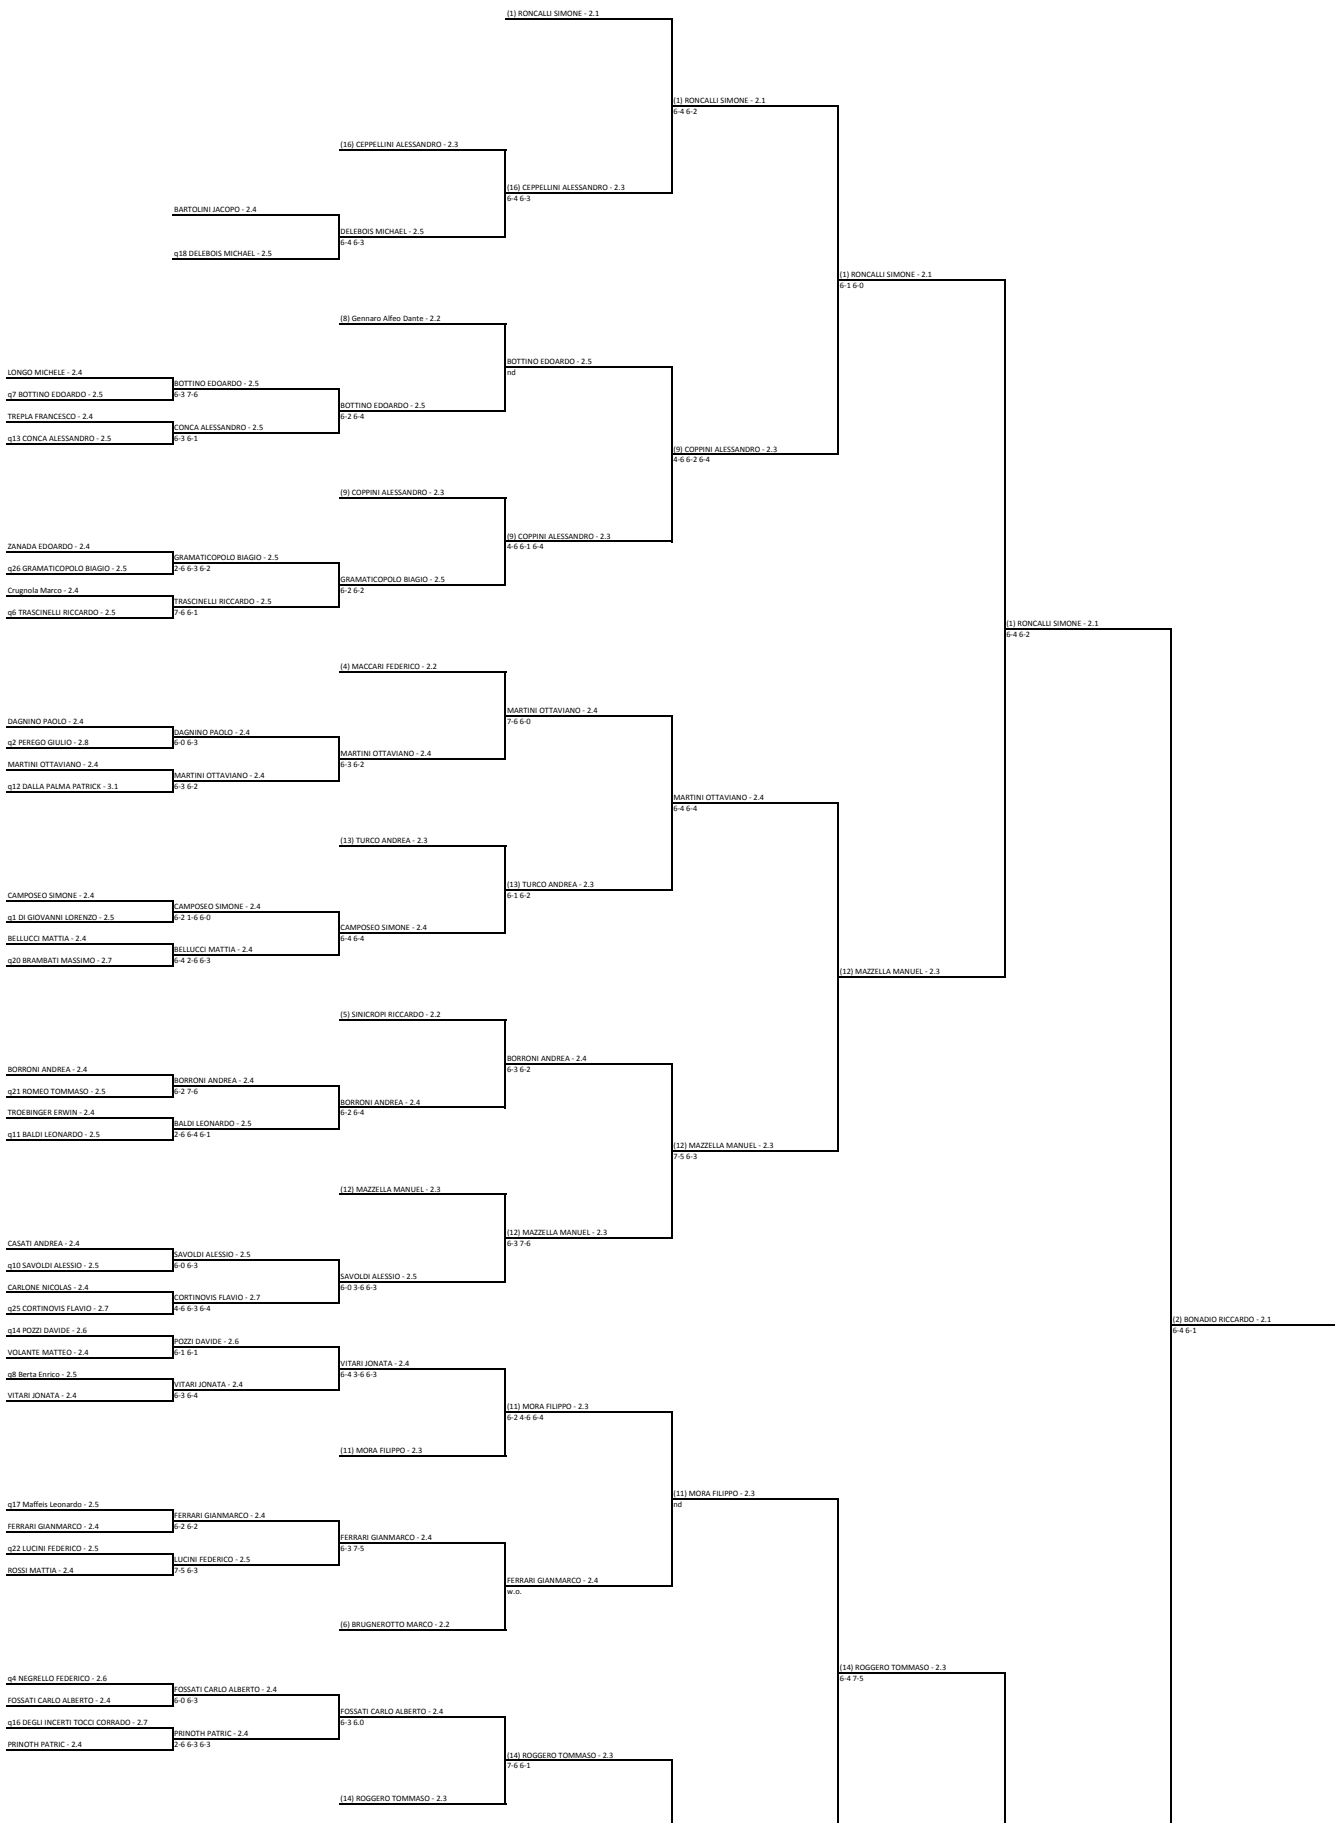 (1) RONCALLI SIMONE - 2.1
(1) RONCALLI SIMONE - 2.1
6-4 6-2
(16) CEPPELLINI ALESSANDRO - 2.3
(16) CEPPELLINI ALESSANDRO - 2.3
6-4 6-3
BARTOLINI JACOPO - 2.4
DELEBOIS MICHAEL - 2.5
6-4 6-3
q18 DELEBOIS MICHAEL - 2.5
(1) RONCALLI SIMONE - 2.1
6-1 6-0
(8) Gennaro Alfeo Dante - 2.2
BOTTINO EDOARDO - 2.5
nd
LONGO MICHELE - 2.4
BOTTINO EDOARDO - 2.5
6-3 7-6
q7 BOTTINO EDOARDO - 2.5
BOTTINO EDOARDO - 2.5
6-2 6-4
TREPLA FRANCESCO - 2.4
CONCA ALESSANDRO - 2.5
6-3 6-1
q13 CONCA ALESSANDRO - 2.5
(9) COPPINI ALESSANDRO - 2.3
4-6 6-2 6-4
(9) COPPINI ALESSANDRO - 2.3
(9) COPPINI ALESSANDRO - 2.3
4-6 6-1 6-4
ZANADA EDOARDO - 2.4
GRAMATICOPOLO BIAGIO - 2.5
2-6 6-3 6-2
q26 GRAMATICOPOLO BIAGIO - 2.5
GRAMATICOPOLO BIAGIO - 2.5
6-2 6-2
Crugnola Marco - 2.4
TRASCINELLI RICCARDO - 2.5
7-6 6-1
q6 TRASCINELLI RICCARDO - 2.5
(1) RONCALLI SIMONE - 2.1
6-4 6-2
(4) MACCARI FEDERICO - 2.2
MARTINI OTTAVIANO - 2.4
7-6 6-0
DAGNINO PAOLO - 2.4
DAGNINO PAOLO - 2.4
6-0 6-3
q2 PEREGO GIULIO - 2.8
MARTINI OTTAVIANO - 2.4
6-3 6-2
MARTINI OTTAVIANO - 2.4
MARTINI OTTAVIANO - 2.4
6-3 6-2
q12 DALLA PALMA PATRICK - 3.1
MARTINI OTTAVIANO - 2.4
6-4 6-4
(13) TURCO ANDREA - 2.3
(13) TURCO ANDREA - 2.3
6-1 6-2
CAMPOSEO SIMONE - 2.4
CAMPOSEO SIMONE - 2.4
6-2 1-6 6-0
q1 DI GIOVANNI LORENZO - 2.5
CAMPOSEO SIMONE - 2.4
6-4 6-4
BELLUCCI MATTIA - 2.4
BELLUCCI MATTIA - 2.4
6-4 2-6 6-3
q20 BRAMBATI MASSIMO - 2.7
(12) MAZZELLA MANUEL - 2.3
(5) SINICROPI RICCARDO - 2.2
BORRONI ANDREA - 2.4
6-3 6-2
BORRONI ANDREA - 2.4
BORRONI ANDREA - 2.4
6-2 7-6
q21 ROMEO TOMMASO - 2.5
BORRONI ANDREA - 2.4
6-2 6-4
TROEBINGER ERWIN - 2.4
BALDI LEONARDO - 2.5
2-6 6-4 6-1
q11 BALDI LEONARDO - 2.5
(12) MAZZELLA MANUEL - 2.3
7-5 6-3
(12) MAZZELLA MANUEL - 2.3
(12) MAZZELLA MANUEL - 2.3
6-3 7-6
CASATI ANDREA - 2.4
SAVOLDI ALESSIO - 2.5
6-0 6-3
q10 SAVOLDI ALESSIO - 2.5
SAVOLDI ALESSIO - 2.5
6-0 3-6 6-3
CARLONE NICOLAS - 2.4
CORTINOVIS FLAVIO - 2.7
4-6 6-3 6-4
q25 CORTINOVIS FLAVIO - 2.7
(2) BONADIO RICCARDO - 2.1
6-4 6-1
q14 POZZI DAVIDE - 2.6
POZZI DAVIDE - 2.6
6-1 6-1
VOLANTE MATTEO - 2.4
VITARI JONATA - 2.4
6-4 3-6 6-3
q8 Berta Enrico - 2.5
VITARI JONATA - 2.4
6-3 6-4
VITARI JONATA - 2.4
(11) MORA FILIPPO - 2.3
6-2 4-6 6-4
(11) MORA FILIPPO - 2.3
(11) MORA FILIPPO - 2.3
nd
q17 Maffeis Leonardo - 2.5
FERRARI GIANMARCO - 2.4
6-2 6-2
FERRARI GIANMARCO - 2.4
FERRARI GIANMARCO - 2.4
6-3 7-5
q22 LUCINI FEDERICO - 2.5
LUCINI FEDERICO - 2.5
7-5 6-3
ROSSI MATTIA - 2.4
FERRARI GIANMARCO - 2.4
w.o.
(6) BRUGNEROTTO MARCO - 2.2
(14) ROGGERO TOMMASO - 2.3
6-4 7-5
q4 NEGRELLO FEDERICO - 2.6
FOSSATI CARLO ALBERTO - 2.4
6-0 6-3
FOSSATI CARLO ALBERTO - 2.4
FOSSATI CARLO ALBERTO - 2.4
6-3 6.0
q16 DEGLI INCERTI TOCCI CORRADO - 2.7
PRINOTH PATRIC - 2.4
2-6 6-3 6-3
PRINOTH PATRIC - 2.4
(14) ROGGERO TOMMASO - 2.3
7-6 6-1
(14) ROGGERO TOMMASO - 2.3